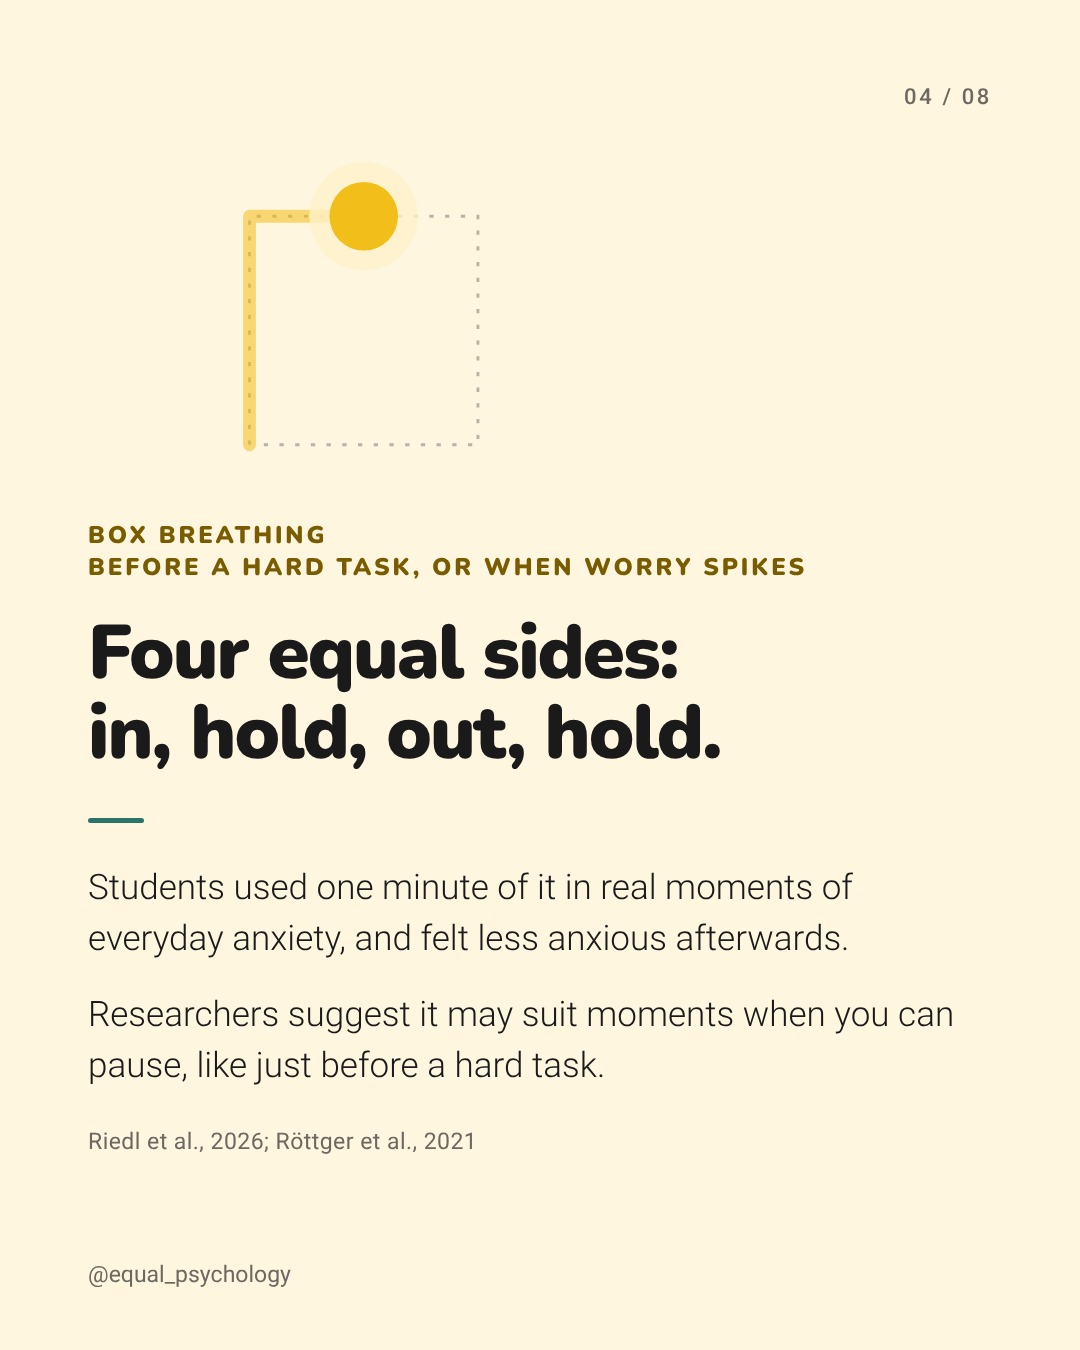 04 / 08
BOX BREATHING
BEFORE A HARD TASK, OR WHEN WORRY SPIKES
Four equal sides:
in, hold, out, hold.
Students used one minute of it in real moments of
everyday anxiety, and felt less anxious afterwards.
Researchers suggest it may suit moments when you can
pause, like just before a hard task.
Riedl et al., 2026; Röttger et al., 2021
@equal_psychology